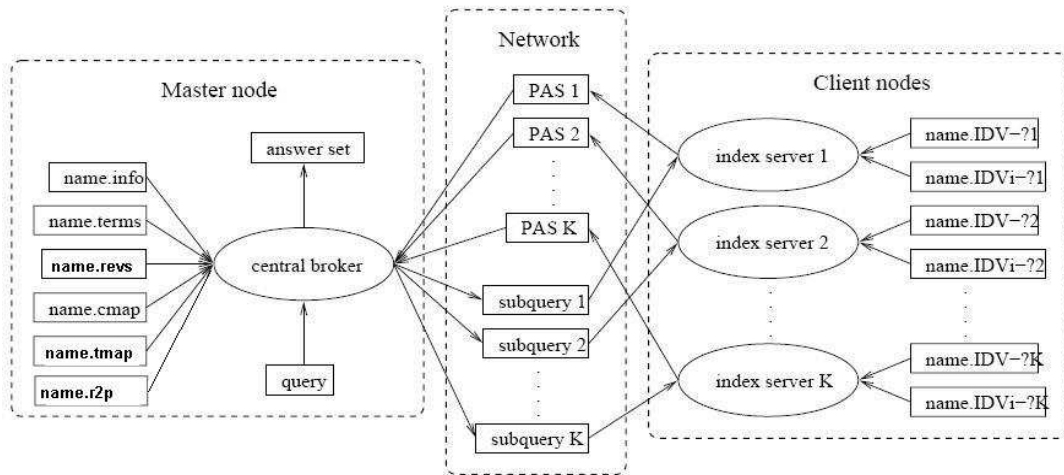 Master node
answer set
name.info
name.terms
name.revs
name.cmap
name.tmap
name.r2p
central broker
query
Network
PAS 1
PAS 2
PAS K
subquery 1
subquery 2
subquery K
Client nodes
index server 1
index server 2
index server K
name.IDV−?1
name.IDVi−?1
name.IDV−?2
name.IDVi−?2
name.IDV−?K
name.IDVi−?K